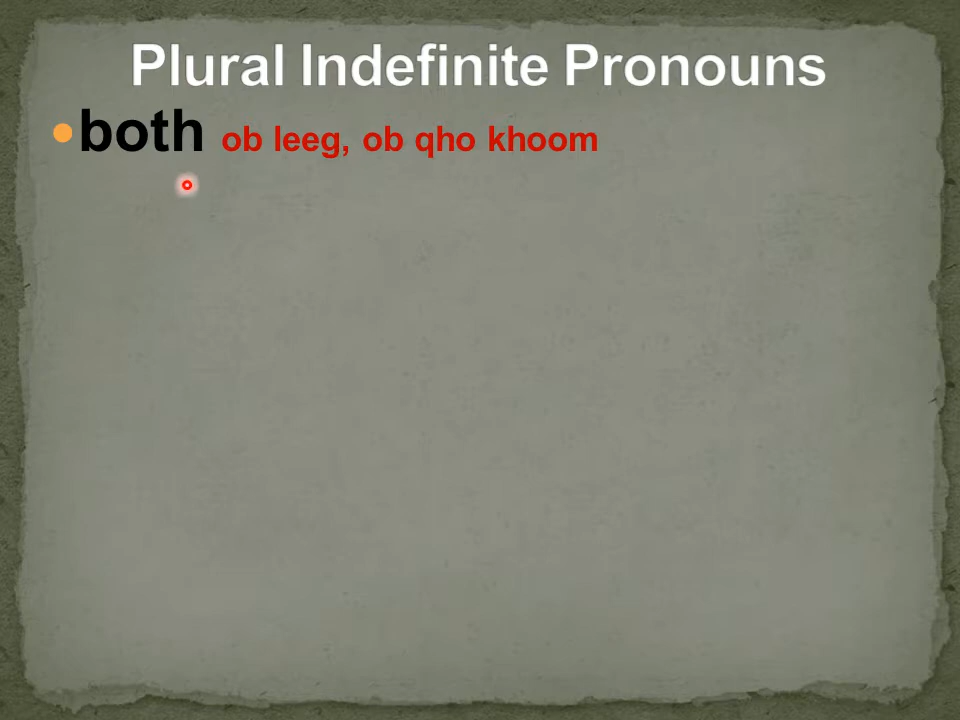 Plural Indefinite Pronouns
both ob leeg, ob qho khoom